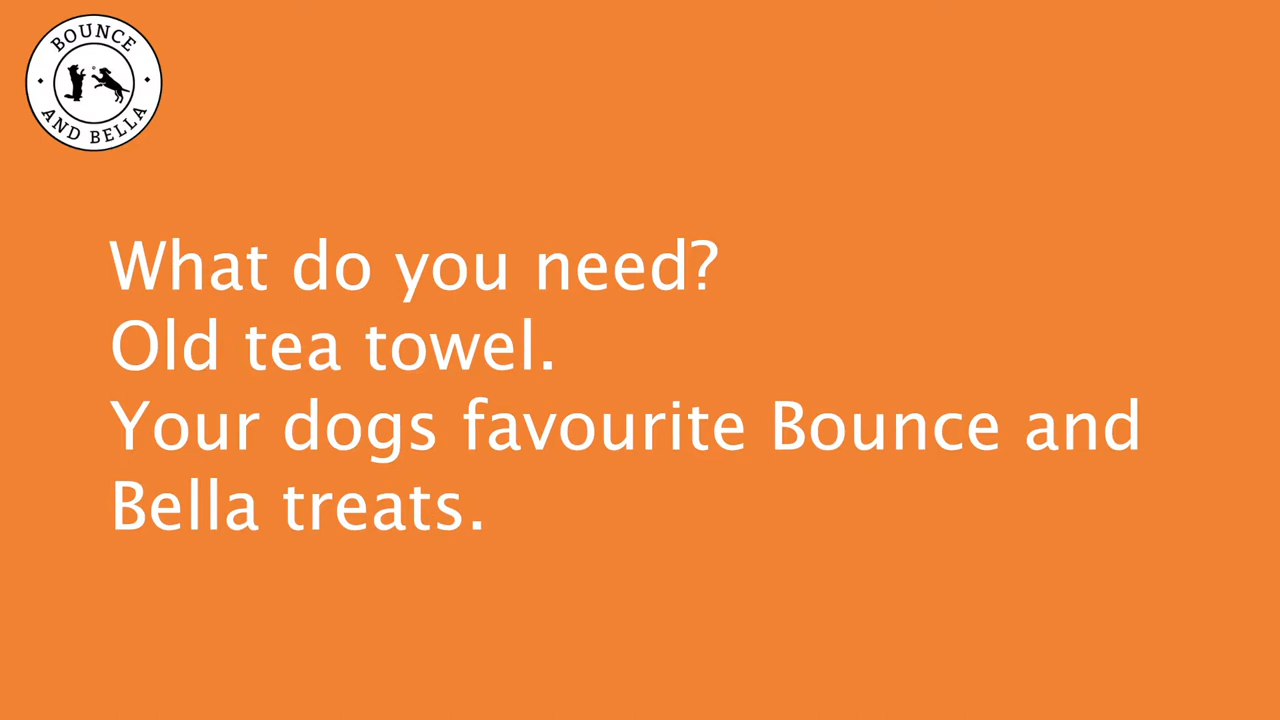 BOUNCE
AND BELLA
What do you need?
Old tea towel.
Your dogs favourite Bounce and
Bella treats.